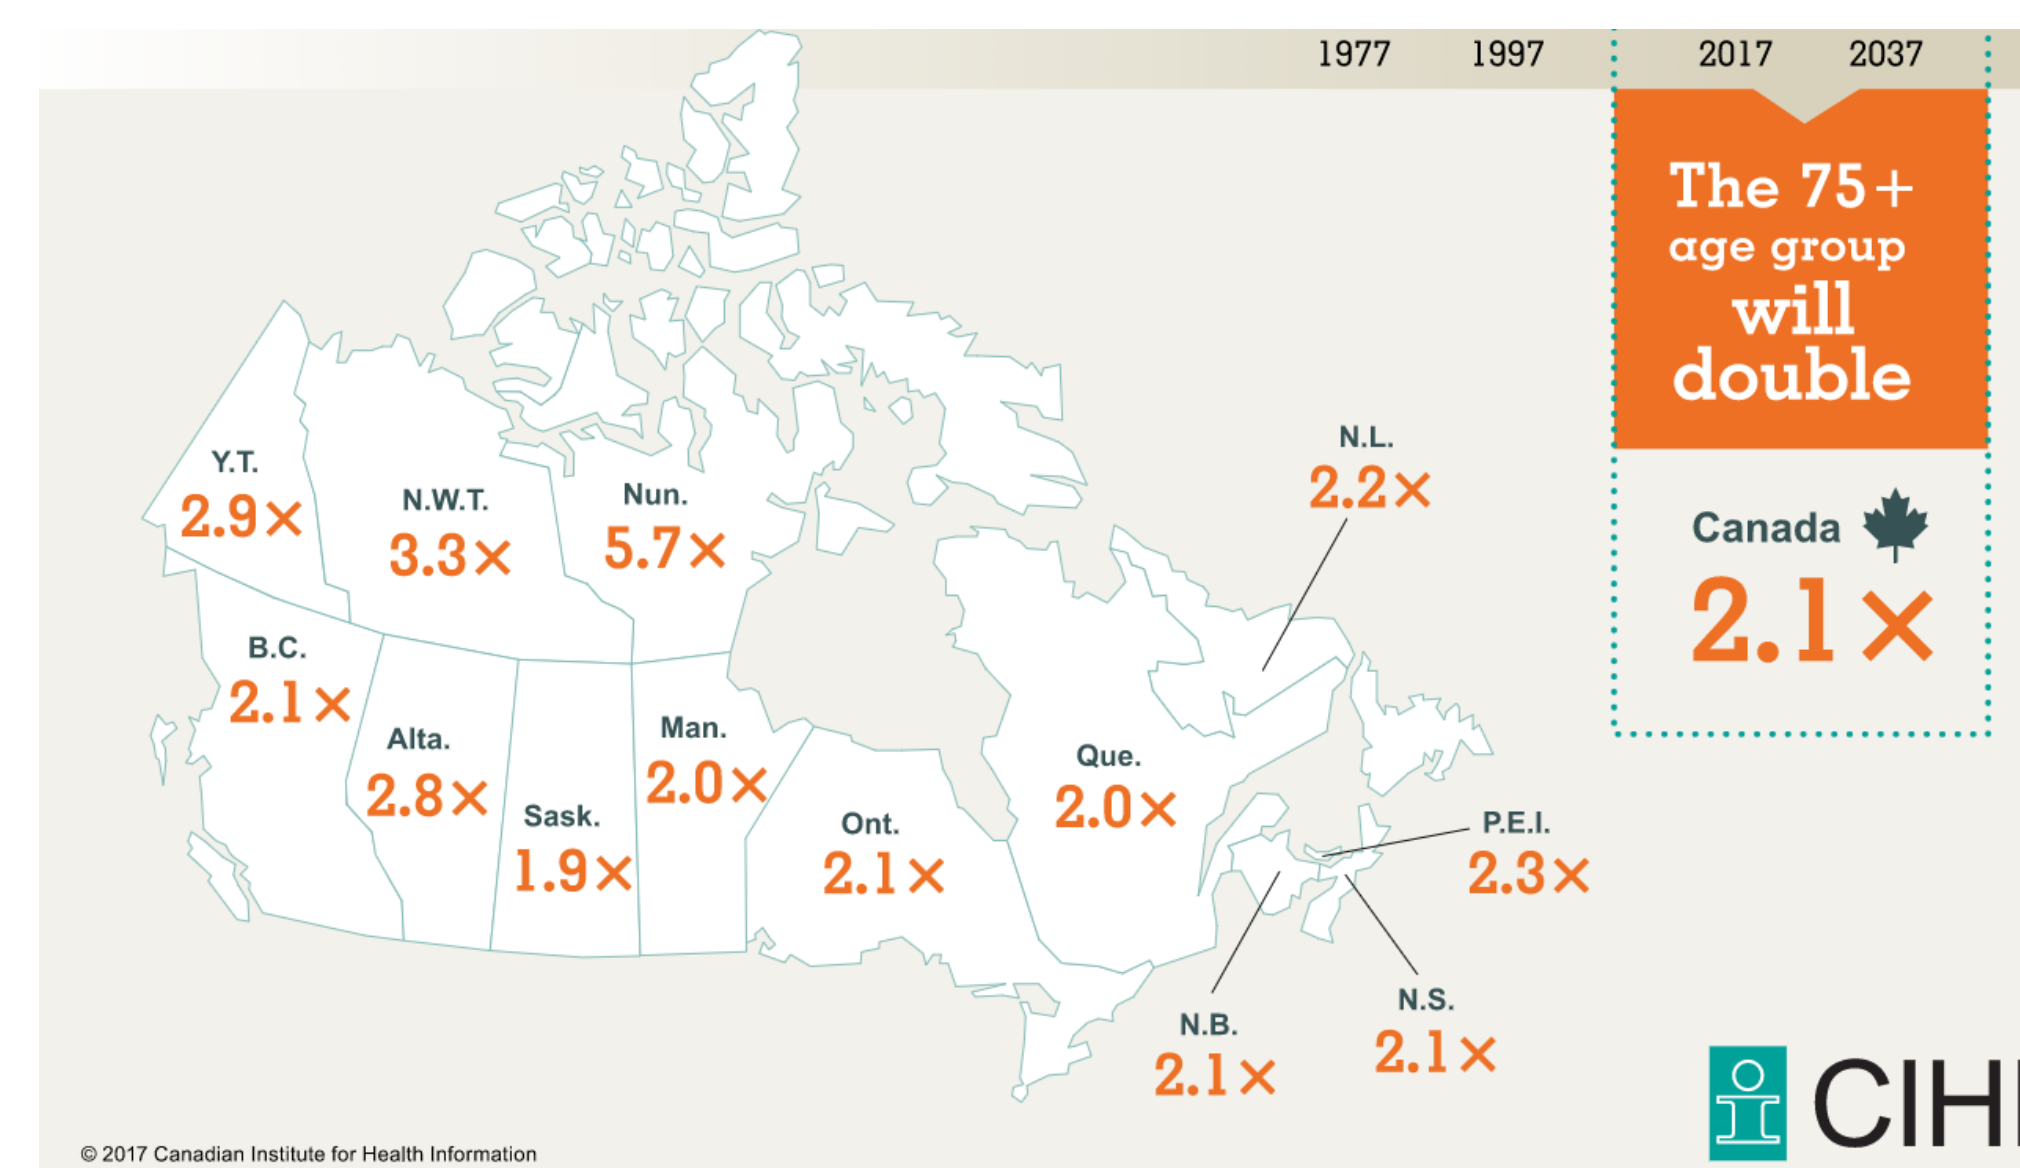 1977 1997 2017 2037
The 75+
age group
will
double
Canada
2.1×
Y.T.
2.9×
N.W.T.
3.3×
Nun.
5.7×
B.C.
2.1×
Alta.
2.8×
Sask.
1.9×
Man.
2.0×
Ont.
2.1×
Que.
2.0×
N.L.
2.2×
P.E.I.
2.3×
N.S.
2.1×
N.B.
2.1×
CIH
© 2017 Canadian Institute for Health Information